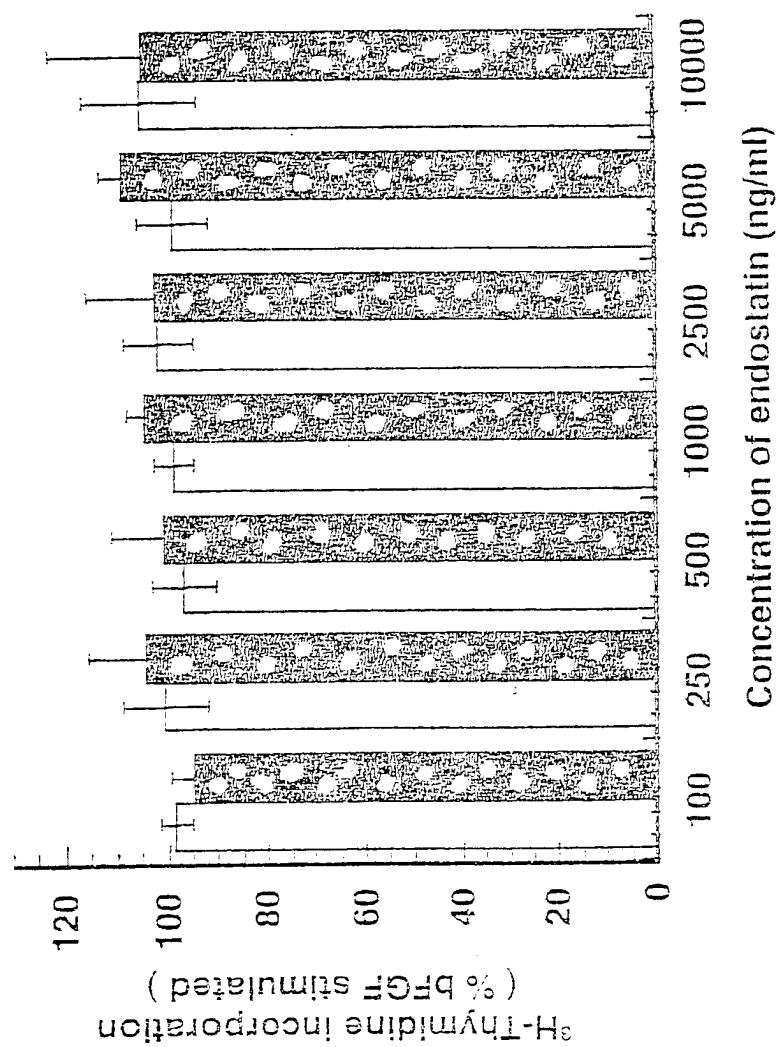 ³H-Thymidine incorporation
( % bFGF stimulated )
120
100
80
60
40
20
0
100 250 500 1000 2500 5000 10000
Concentration of endostatin (ng/ml)